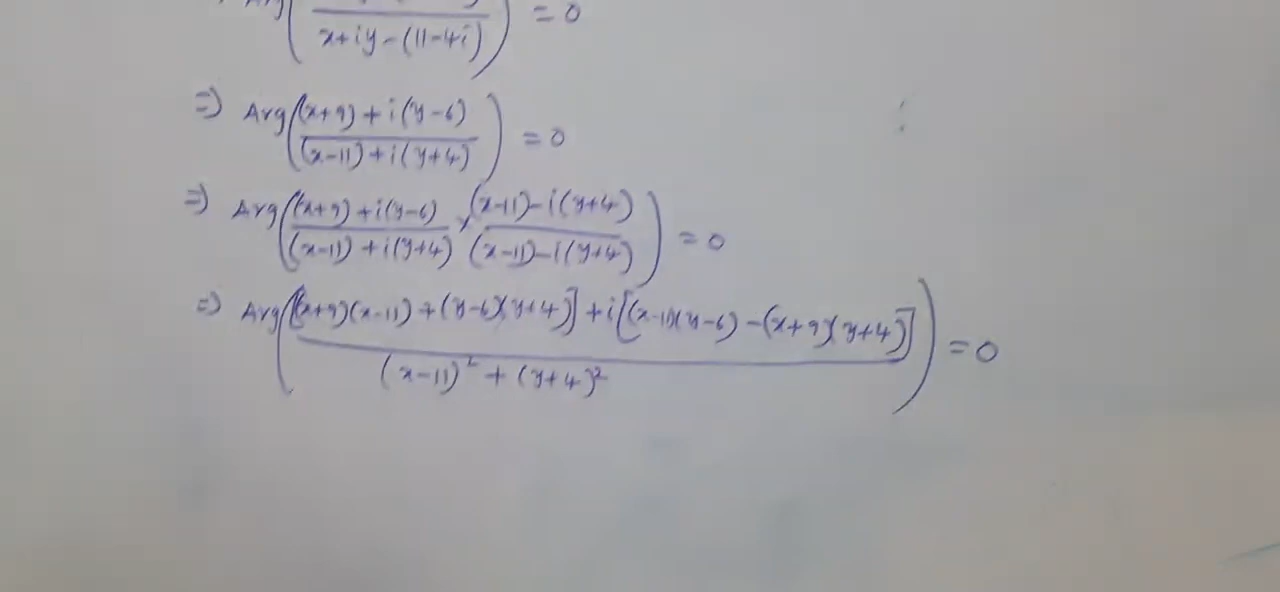 Arg( / x+iy-(11-4i) ) = 0
=) Arg( (x+9)+i(y-6) / (x-11)+i(y+4) ) = 0
=) Arg( (x+9)+i(y-6) / (x-11)+i(y+4) × (x-11)-i(y+4) / (x-11)-i(y+4) ) = 0
=) Arg( [(x+9)(x-11)+(y-6)(y+4)]+i[(x-11)(y-6)-(x+9)(y+4)] / (x-11)²+(y+4)² ) = 0